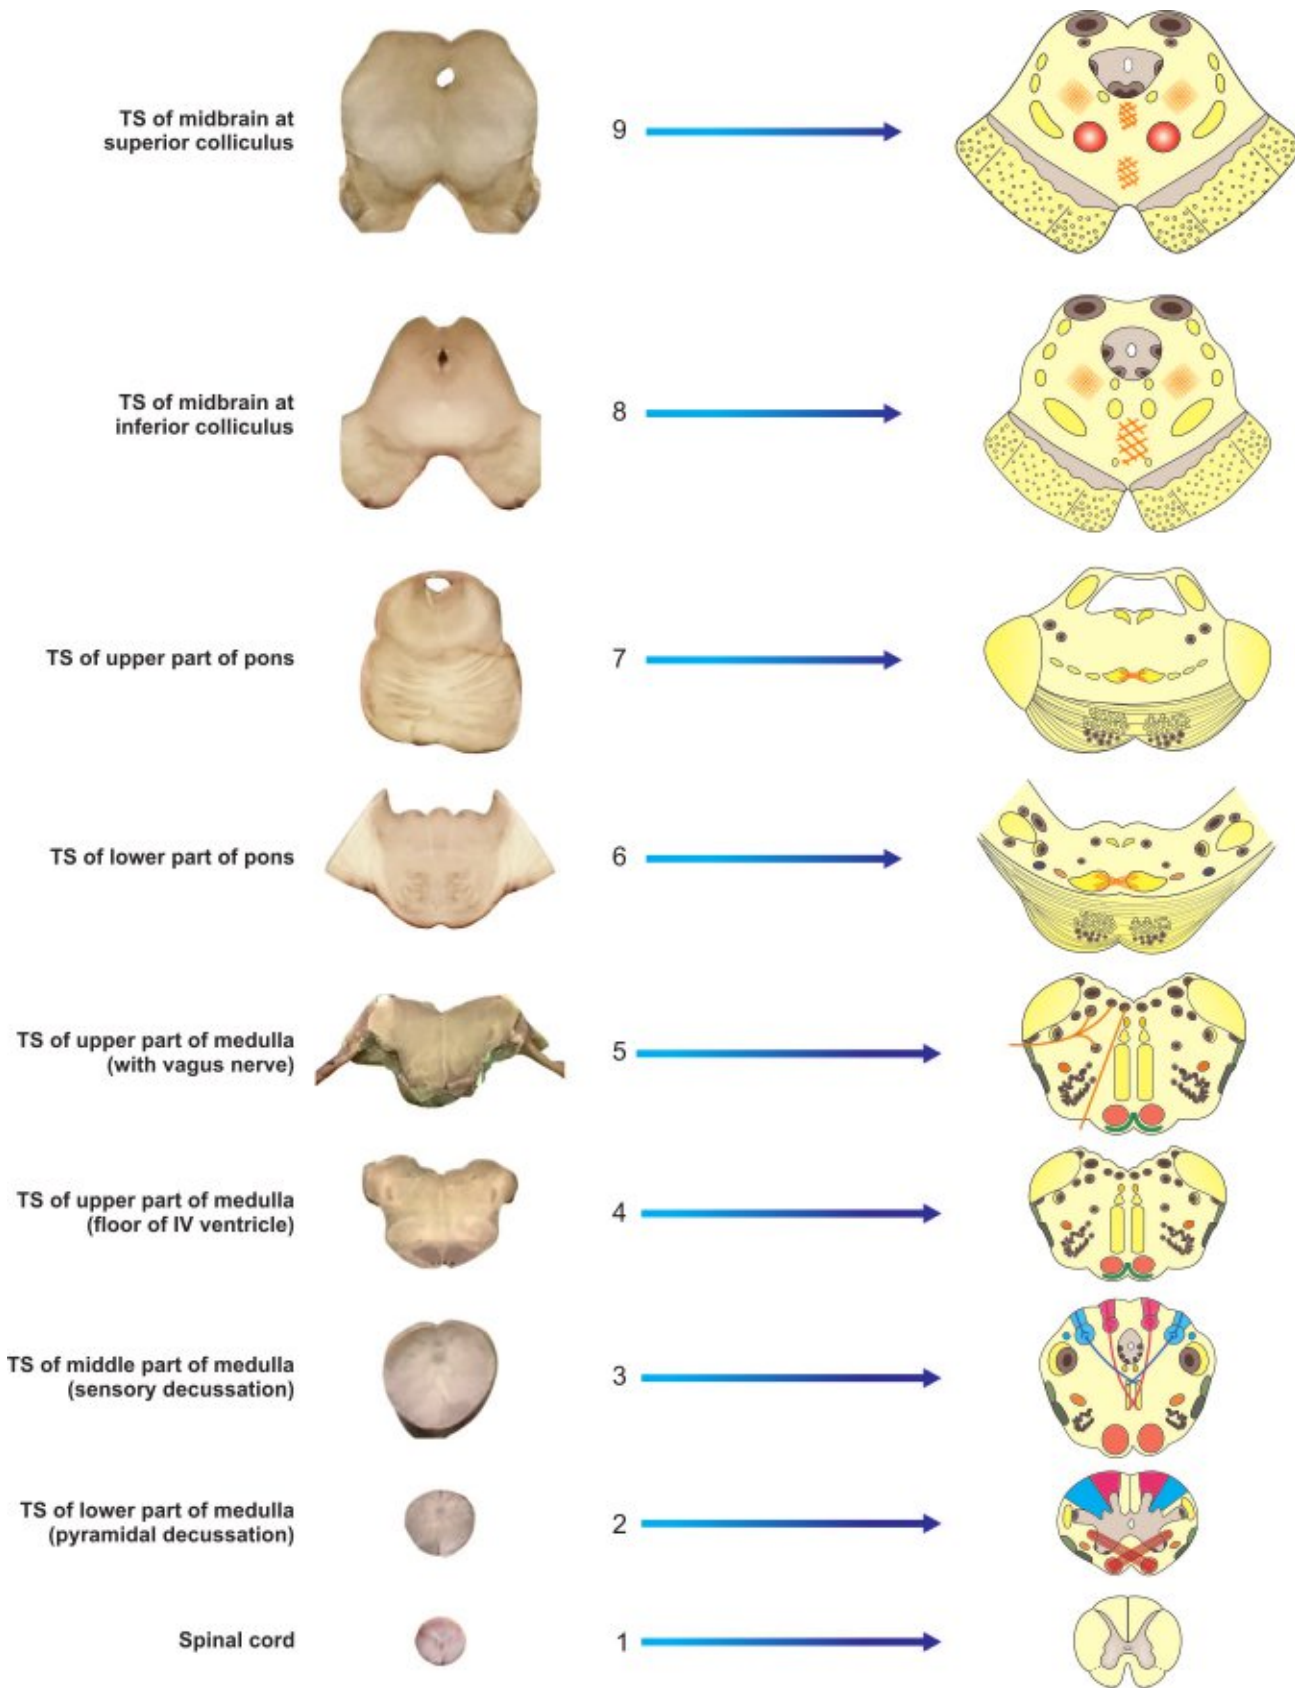 TS of midbrain at
superior colliculus
9
TS of midbrain at
inferior colliculus
8
TS of upper part of pons
7
TS of lower part of pons
6
TS of upper part of medulla
(with vagus nerve)
5
TS of upper part of medulla
(floor of IV ventricle)
4
TS of middle part of medulla
(sensory decussation)
3
TS of lower part of medulla
(pyramidal decussation)
2
Spinal cord
1